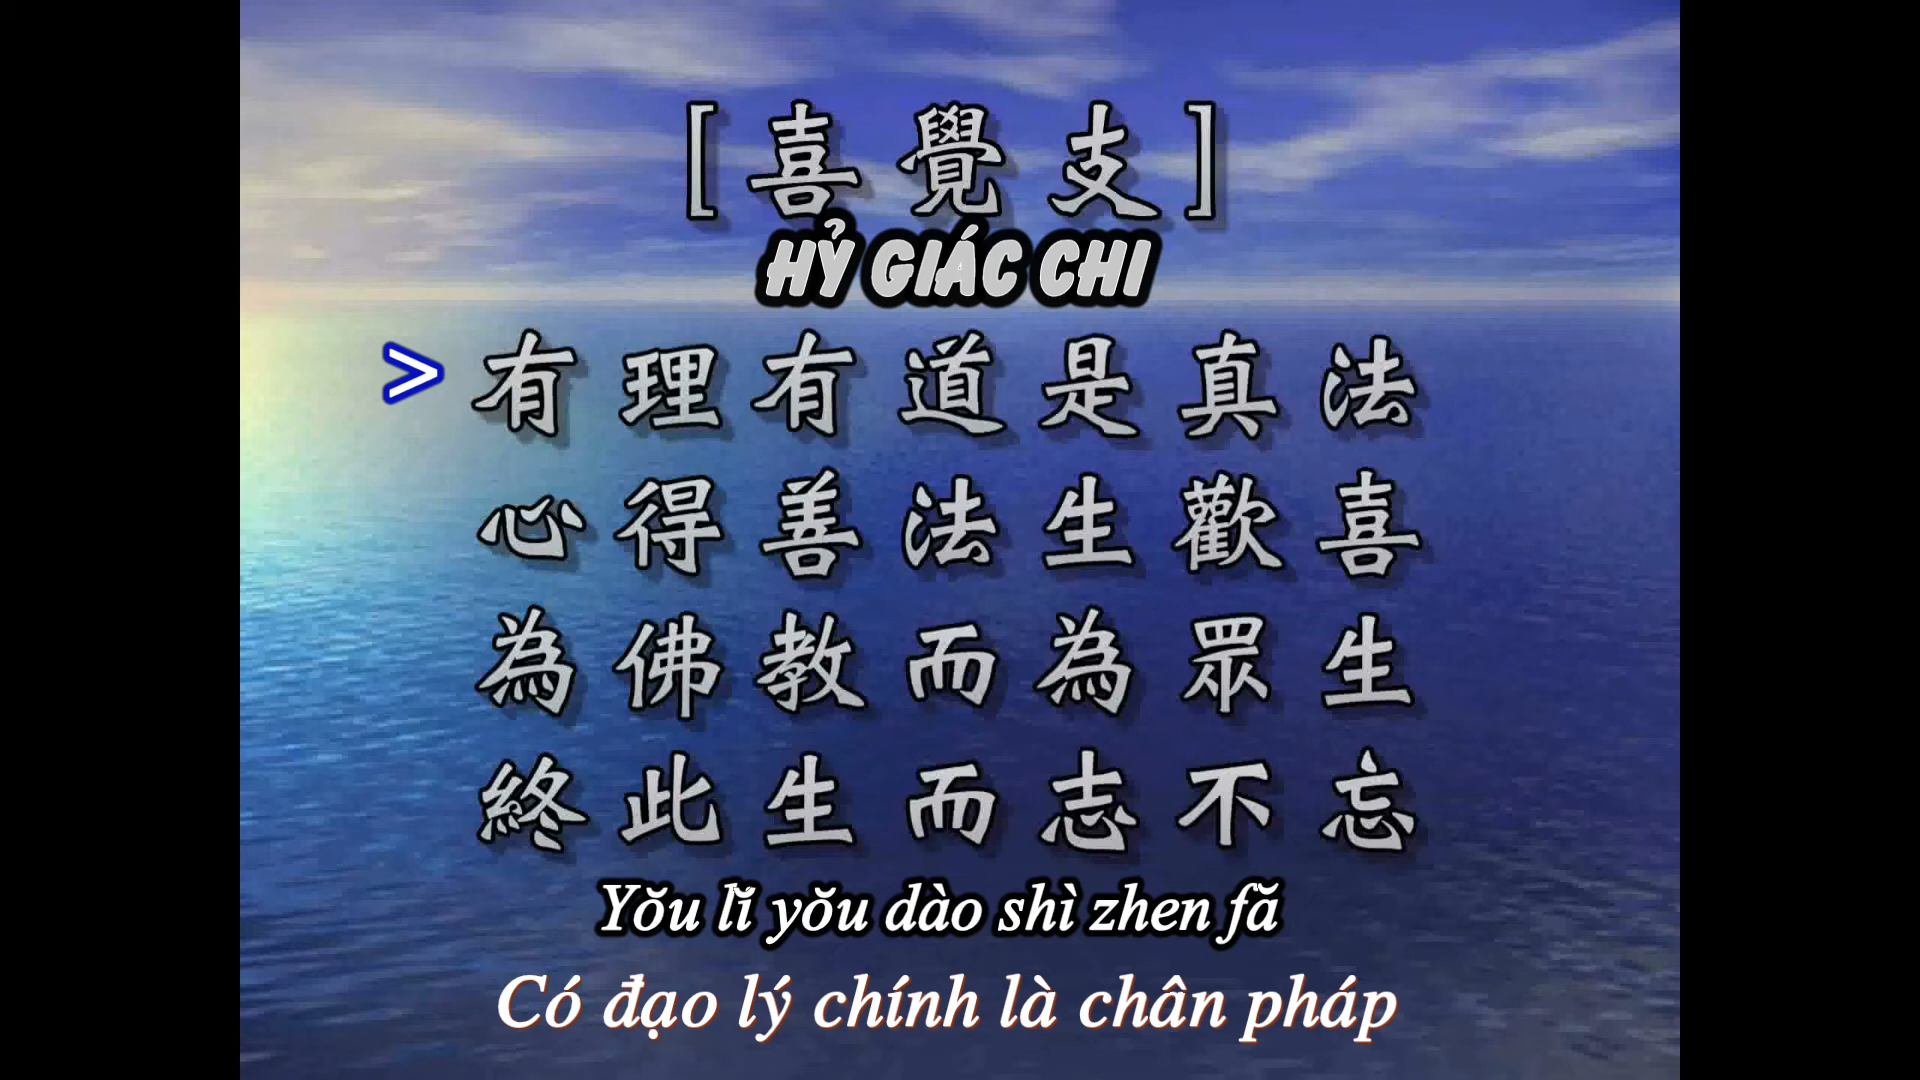 [喜覺支]
HỶ GIÁC CHI
> 有理有道是真法
心得善法生歡喜
為佛教而為眾生
終此生而志不忘
Yŏu lĭ yŏu dào shì zhen fă
Có đạo lý chính là chân pháp